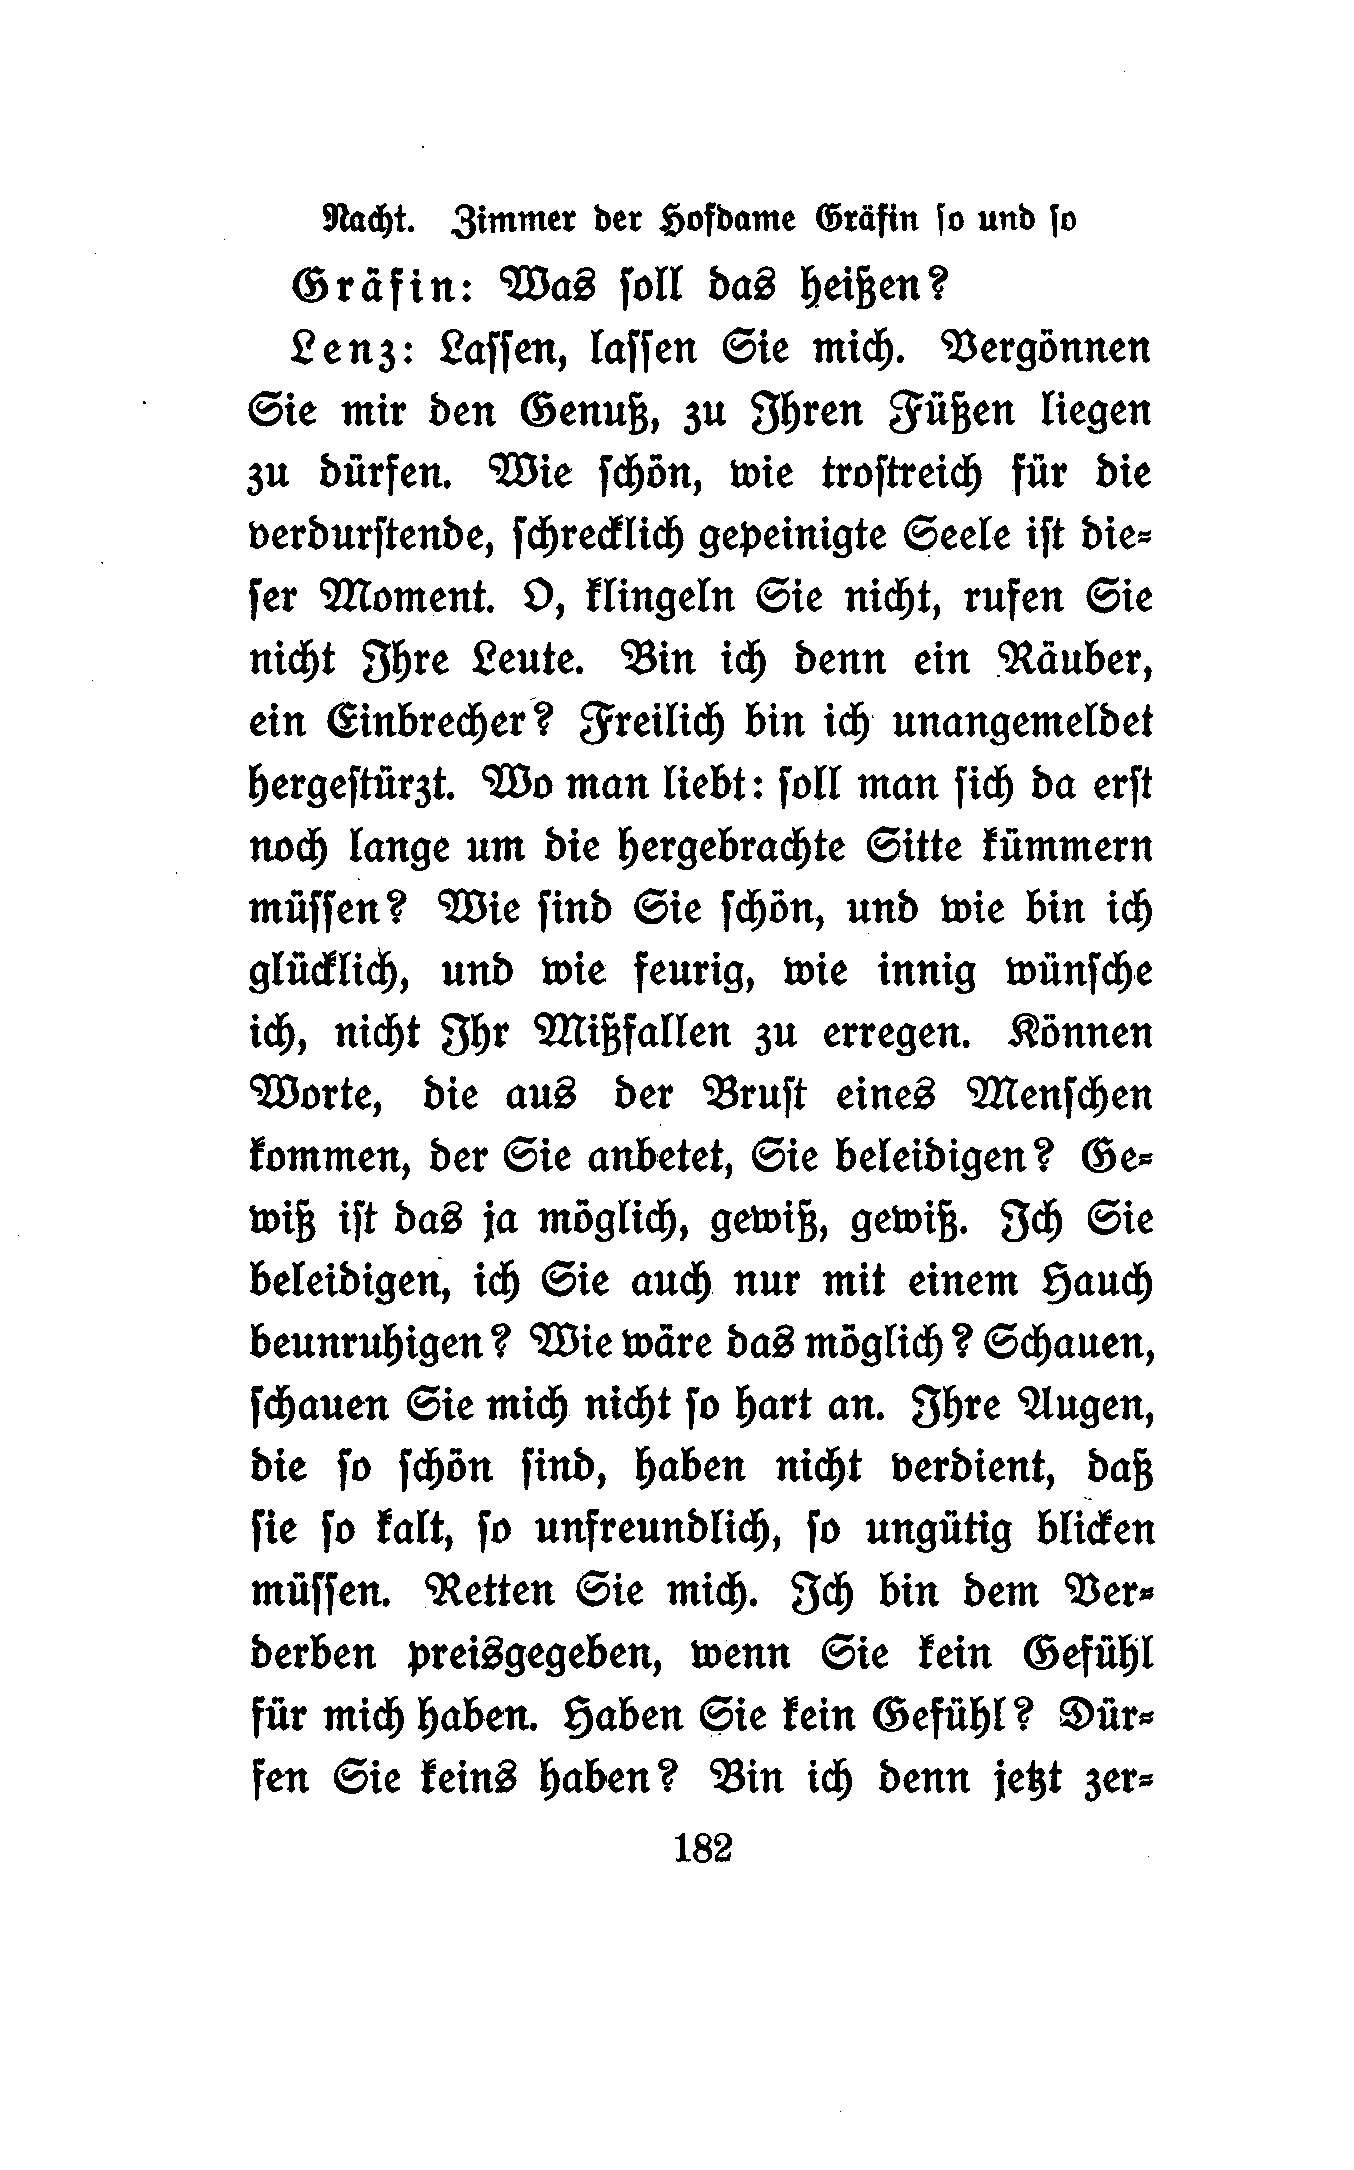 Nacht. Zimmer der Hofdame Gräfin so und so
Gräfin: Was soll das heißen?
Lenz: Lassen, lassen Sie mich. Vergönnen
Sie mir den Genuß, zu Ihren Füßen liegen
zu dürfen. Wie schön, wie trostreich für die
verdurstende, schrecklich gepeinigte Seele ist die-
ser Moment. O, klingeln Sie nicht, rufen Sie
nicht Ihre Leute. Bin ich denn ein Räuber,
ein Einbrecher? Freilich bin ich unangemeldet
hergestürzt. Wo man liebt: soll man sich da erst
noch lange um die hergebrachte Sitte kümmern
müssen? Wie sind Sie schön, und wie bin ich
glücklich, und wie feurig, wie innig wünsche
ich, nicht Ihr Mißfallen zu erregen. Können
Worte, die aus der Brust eines Menschen
kommen, der Sie anbetet, Sie beleidigen? Ge-
wiß ist das ja möglich, gewiß, gewiß. Ich Sie
beleidigen, ich Sie auch nur mit einem Hauch
beunruhigen? Wie wäre das möglich? Schauen,
schauen Sie mich nicht so hart an. Ihre Augen,
die so schön sind, haben nicht verdient, daß
sie so kalt, so unfreundlich, so ungütig blicken
müssen. Retten Sie mich. Ich bin dem Ver-
derben preisgegeben, wenn Sie kein Gefühl
für mich haben. Haben Sie kein Gefühl? Dür-
fen Sie keins haben? Bin ich denn jetzt zer-
182